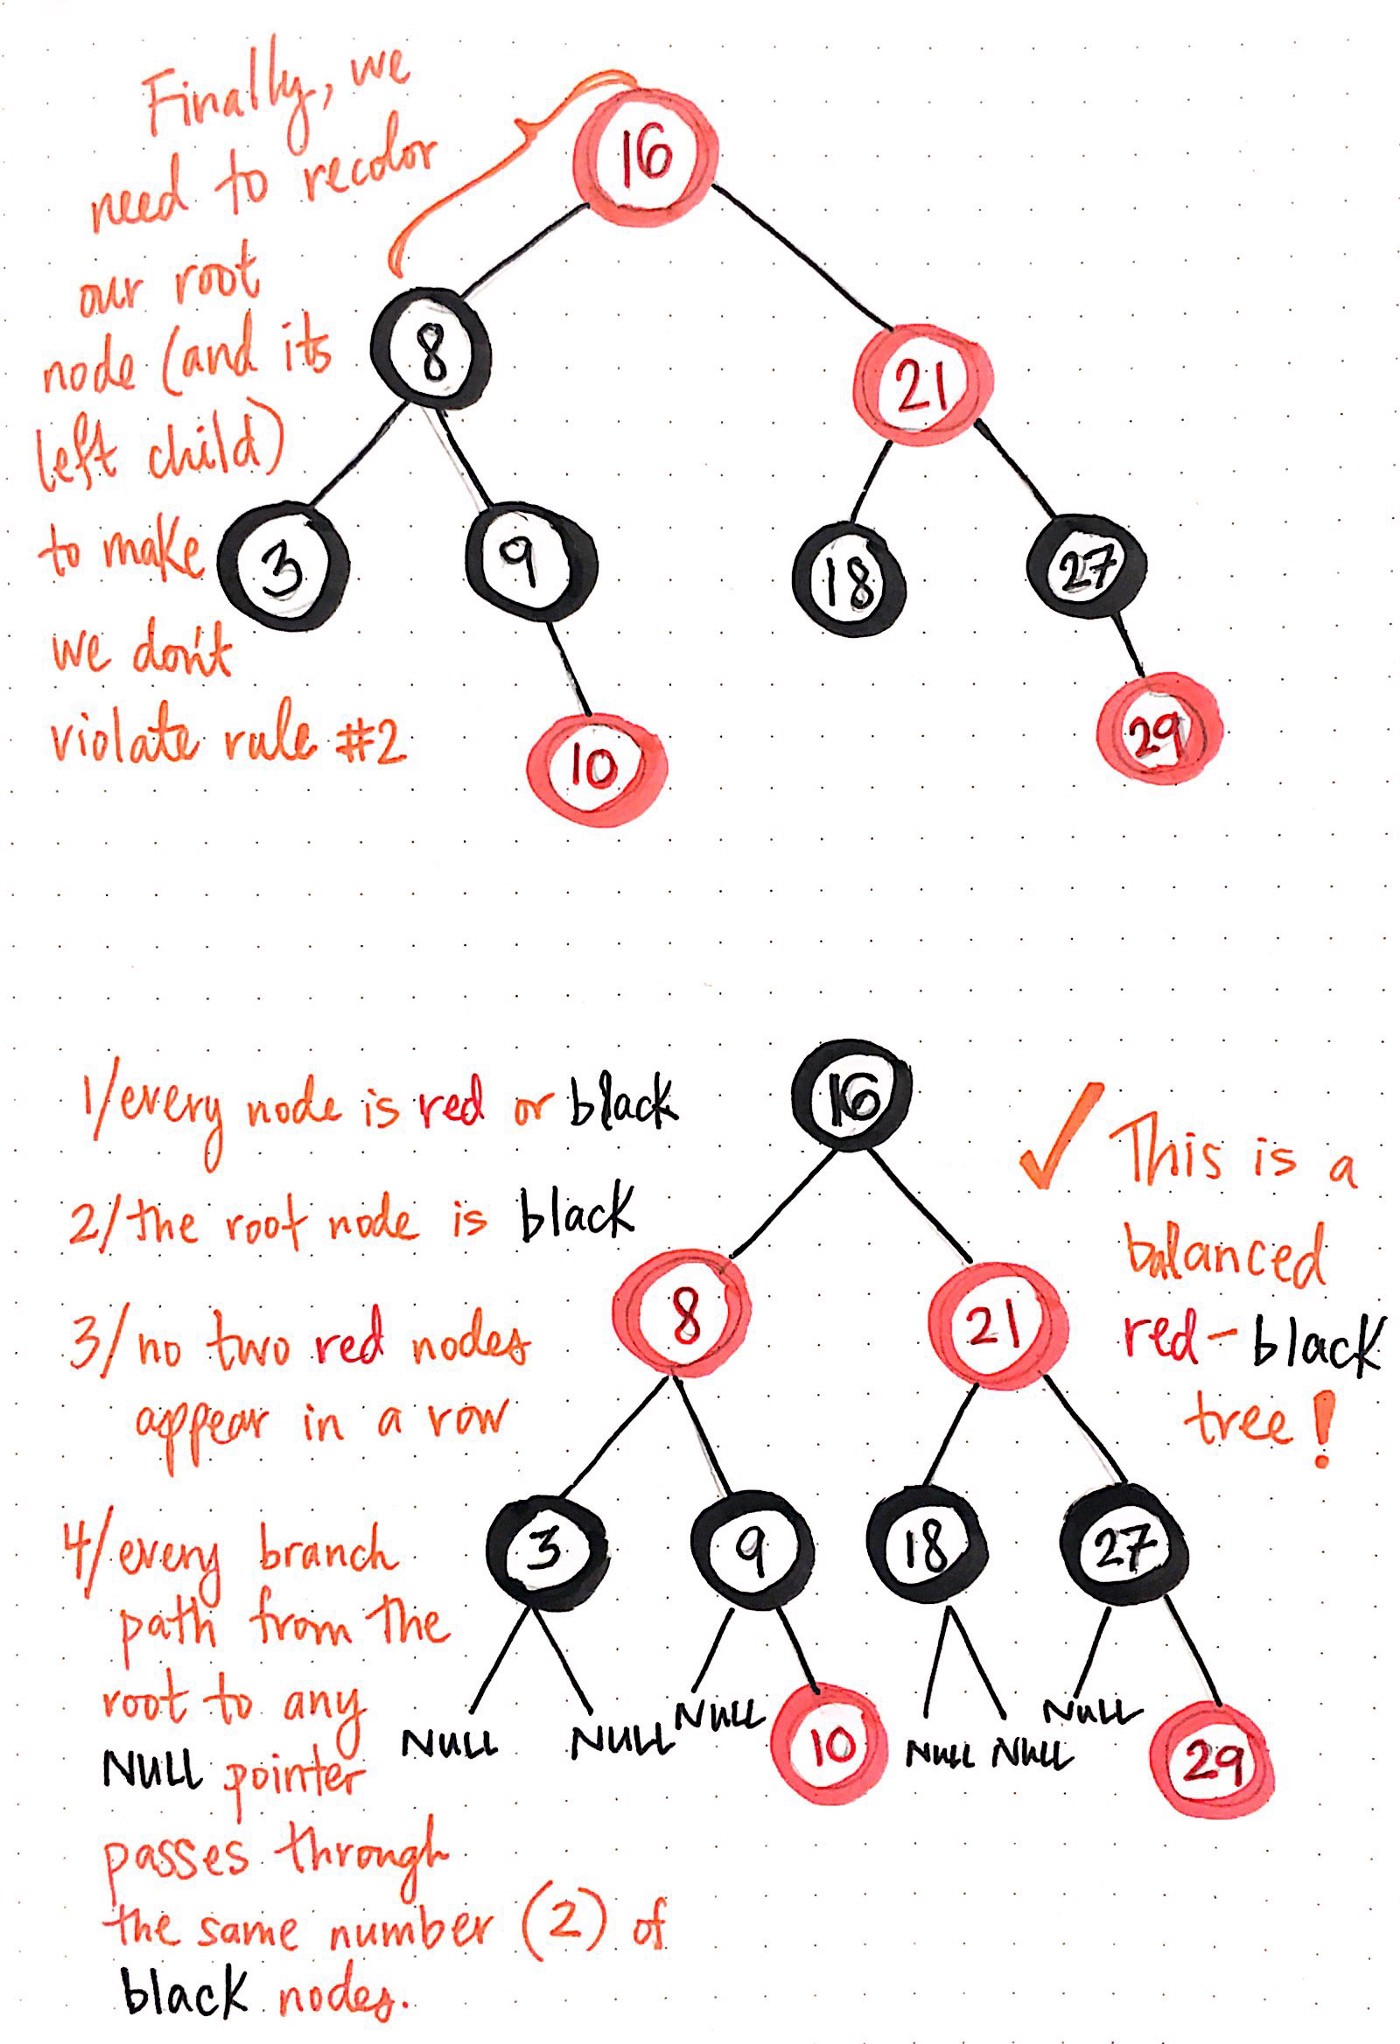 Finally, we
need to recolor
our root
node (and its
left child)
to make
we don't
violate rule #2
16
8
21
3
9
18
27
10
29
1/every node is red or black
2/the root node is black
3/no two red nodes
appear in a row
4/every branch
path from the
root to any
NULL pointer
passes through
the same number (2) of
black nodes.
16
8
21
3
9
18
27
NULL
NULL
NULL
10
NULL
NULL
NULL
29
✓ This is a
balanced
red-black
tree!